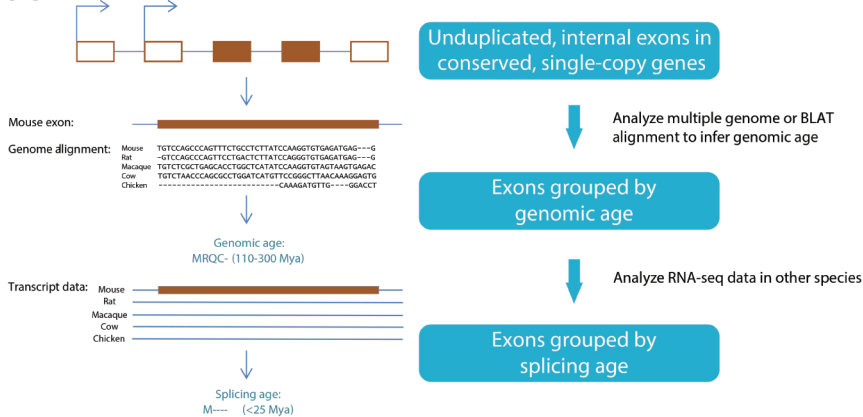 Unduplicated, internal exons in
conserved, single-copy genes
Analyze multiple genome or BLAT
alignment to infer genomic age
Mouse exon:
Genome alignment:
Mouse TGTCCAGCCCAGTTTCTGCCTCTTATCCAAGGTGTGAGATGAG---G
Rat -GTCCAGCCCAGTTCCTGACTCTTATCCAGGGTGTGAGATGAG---G
Macaque TGTCTCGCTGAGCACCTGGCTCATATCCAAGGTGTAGTAAGTGAGAC
Cow TGTCTAACCCAGCGCCTGGATCATGTTCCGGGCTTAACAAAGGAGTG
Chicken ----------------------------CAAAGATGTTG----GGACCT
Exons grouped by
genomic age
Genomic age:
MRQC- (110-300 Mya)
Analyze RNA-seq data in other species
Transcript data:
Mouse
Rat
Macaque
Cow
Chicken
Exons grouped by
splicing age
Splicing age:
M---- (<25 Mya)